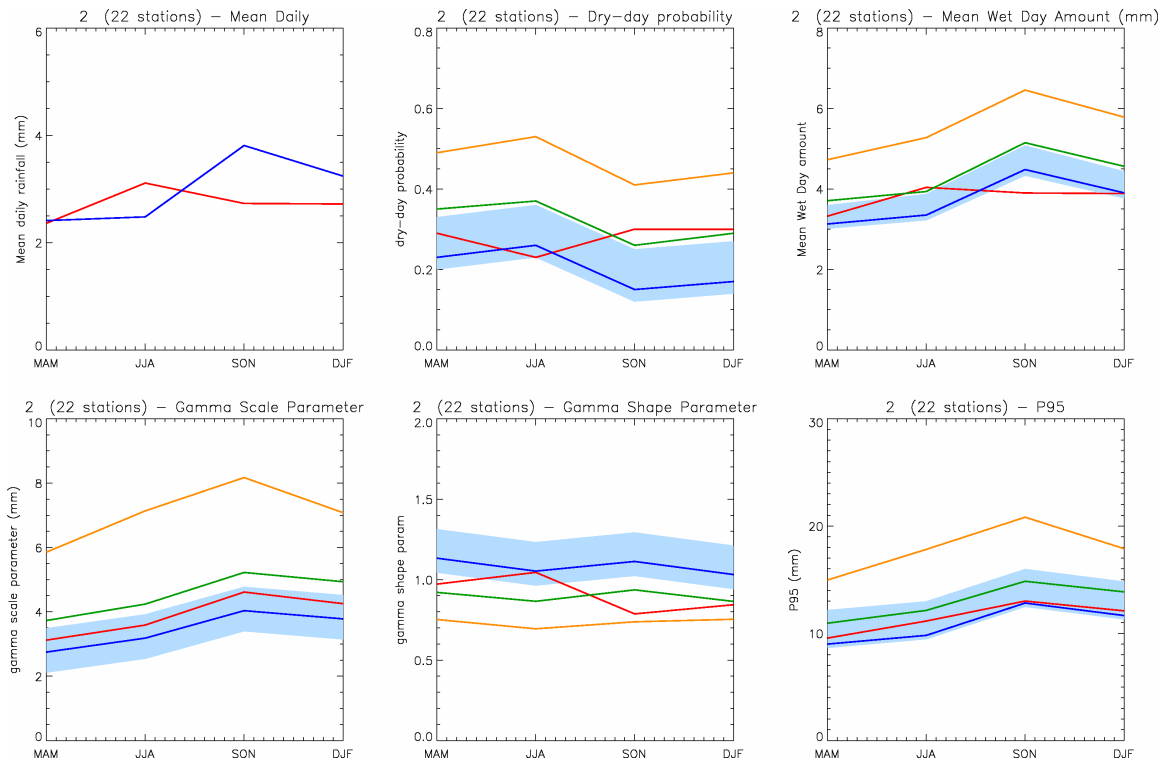 2 (22 stations) – Mean Daily
Mean daily rainfall (mm)
6
4
2
0
MAM JJA SON DJF
2 (22 stations) – Dry–day probability
dry–day probability
0.8
0.6
0.4
0.2
0.0
MAM JJA SON DJF
2 (22 stations) – Mean Wet Day Amount (mm)
Mean Wet Day amount
8
6
4
2
0
MAM JJA SON DJF
2 (22 stations) – Gamma Scale Parameter
gamma scale parameter (mm)
10
8
6
4
2
0
MAM JJA SON DJF
2 (22 stations) – Gamma Shape Parameter
gamma shape param
2.0
1.5
1.0
0.5
0.0
MAM JJA SON DJF
2 (22 stations) – P95
P95 (mm)
30
20
10
0
MAM JJA SON DJF